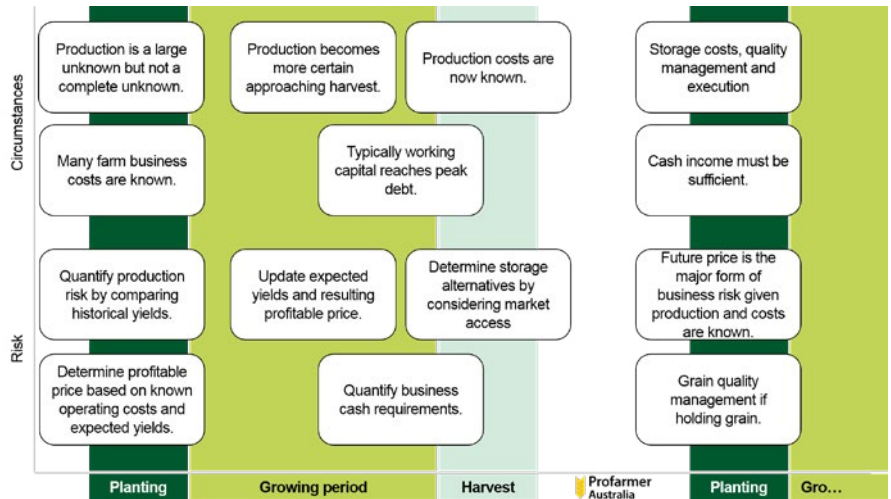 Circumstances
Production is a large
unknown but not a
complete unknown.
Production becomes
more certain
approaching harvest.
Production costs are
now known.
Storage costs, quality
management and
execution
Many farm business
costs are known.
Typically working
capital reaches peak
debt.
Cash income must be
sufficient.
Risk
Quantify production
risk by comparing
historical yields.
Update expected
yields and resulting
profitable price.
Determine storage
alternatives by
considering market
access
Future price is the
major form of
business risk given
production and costs
are known.
Determine profitable
price based on known
operating costs and
expected yields.
Quantify business
cash requirements.
Grain quality
management if
holding grain.
Planting
Growing period
Harvest
Profarmer
Australia
Planting
Gro…